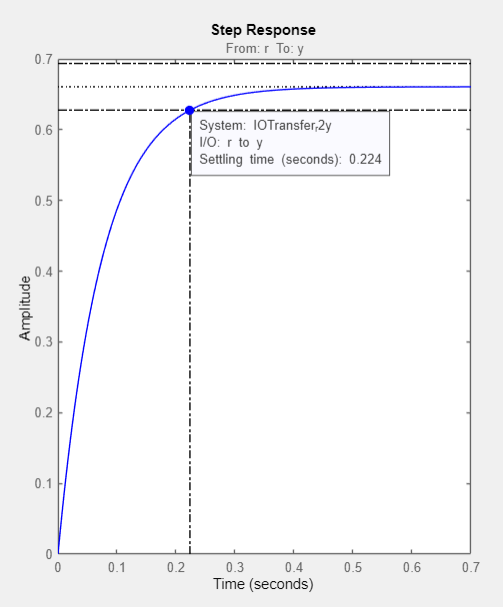 Step Response
From: r To: y
0.7
0.6
0.5
0.4
0.3
0.2
0.1
0
Amplitude
System: IOTransferᵣ2y
I/O: r to y
Settling time (seconds): 0.224
0 0.1 0.2 0.3 0.4 0.5 0.6 0.7
Time (seconds)